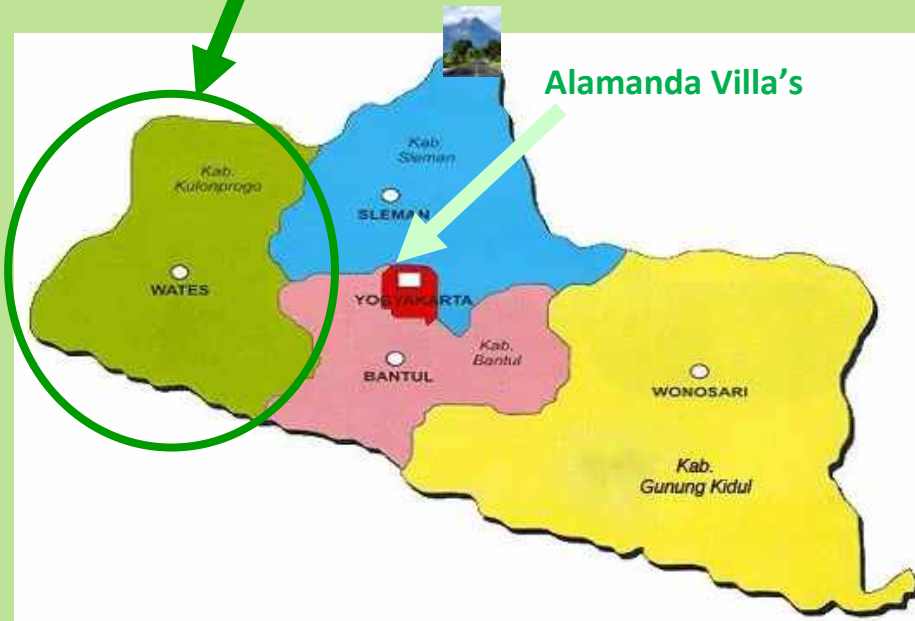 Alamanda Villa's
Kab.
Sleman
Kab.
Kulonprogo
SLEMAN
WATES
YOGYAKARTA
Kab.
Bantul
BANTUL
WONOSARI
Kab.
Gunung Kidul